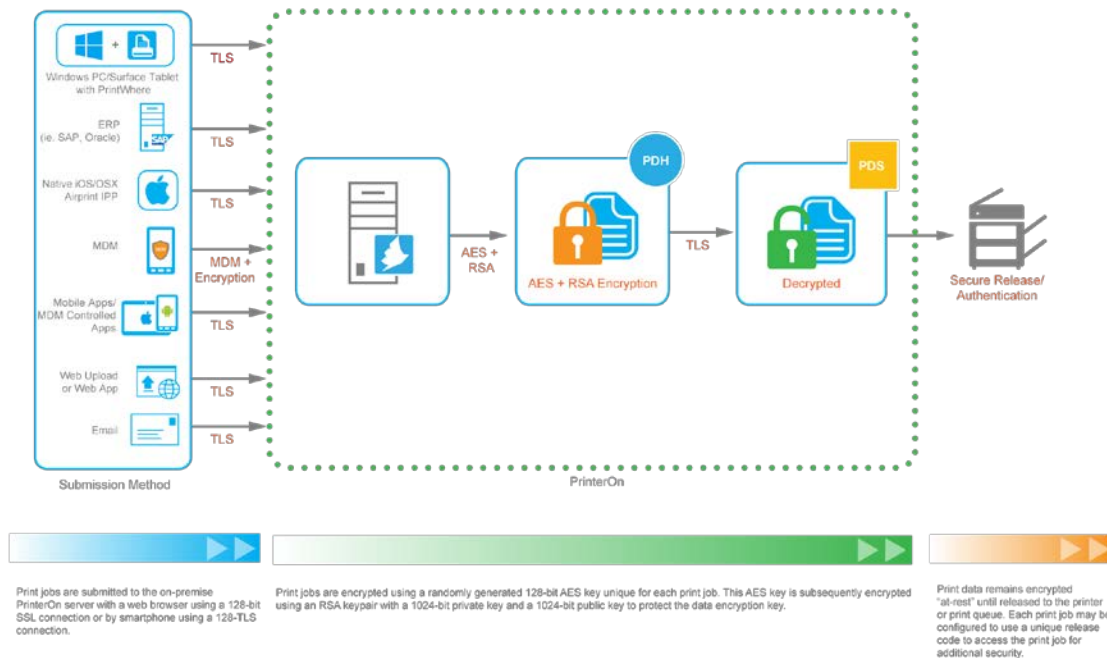 Windows PC/Surface Tablet
with PrintWhere
TLS
ERP
(ie. SAP, Oracle)
SAP
TLS
Native iOS/OSX
Airprint IPP
TLS
MDM
MDM +
Encryption
Mobile Apps/
MDM Controlled
Apps
TLS
Web Upload
or Web App
TLS
Email
TLS
Submission Method
AES +
RSA
PDH
AES + RSA Encryption
TLS
PDS
Decrypted
Secure Release/
Authentication
PrinterOn
Print jobs are submitted to the on-premise
PrinterOn server with a web browser using a 128-bit
SSL connection or by smartphone using a 128-TLS
connection.
Print jobs are encrypted using a randomly generated 128-bit AES key unique for each print job. This AES key is subsequently encrypted
using an RSA keypair with a 1024-bit private key and a 1024-bit public key to protect the data encryption key.
Print data remains encrypted
"at-rest" until released to the printer
or print queue. Each print job may be
configured to use a unique release
code to access the print job for
additional security.